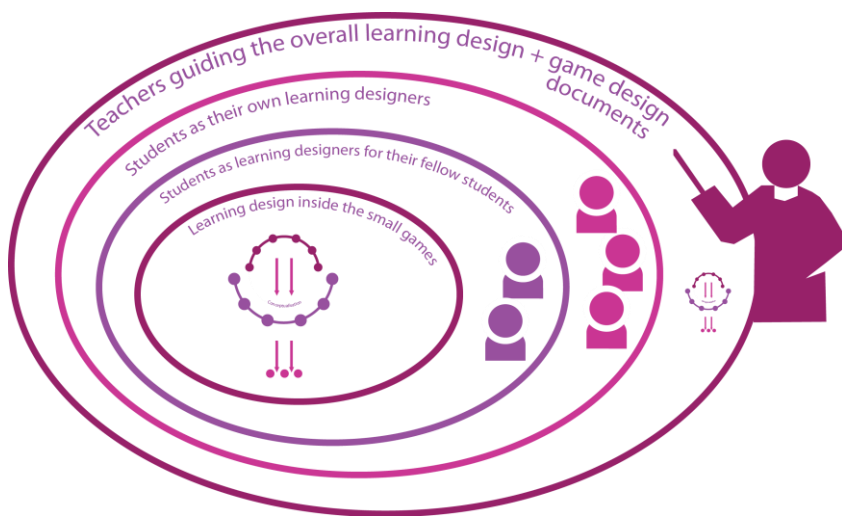 Teachers guiding the overall learning design + game design
documents
Students as their own learning designers
Students as learning designers for their fellow students
Learning design inside the small games
Conceptualisation